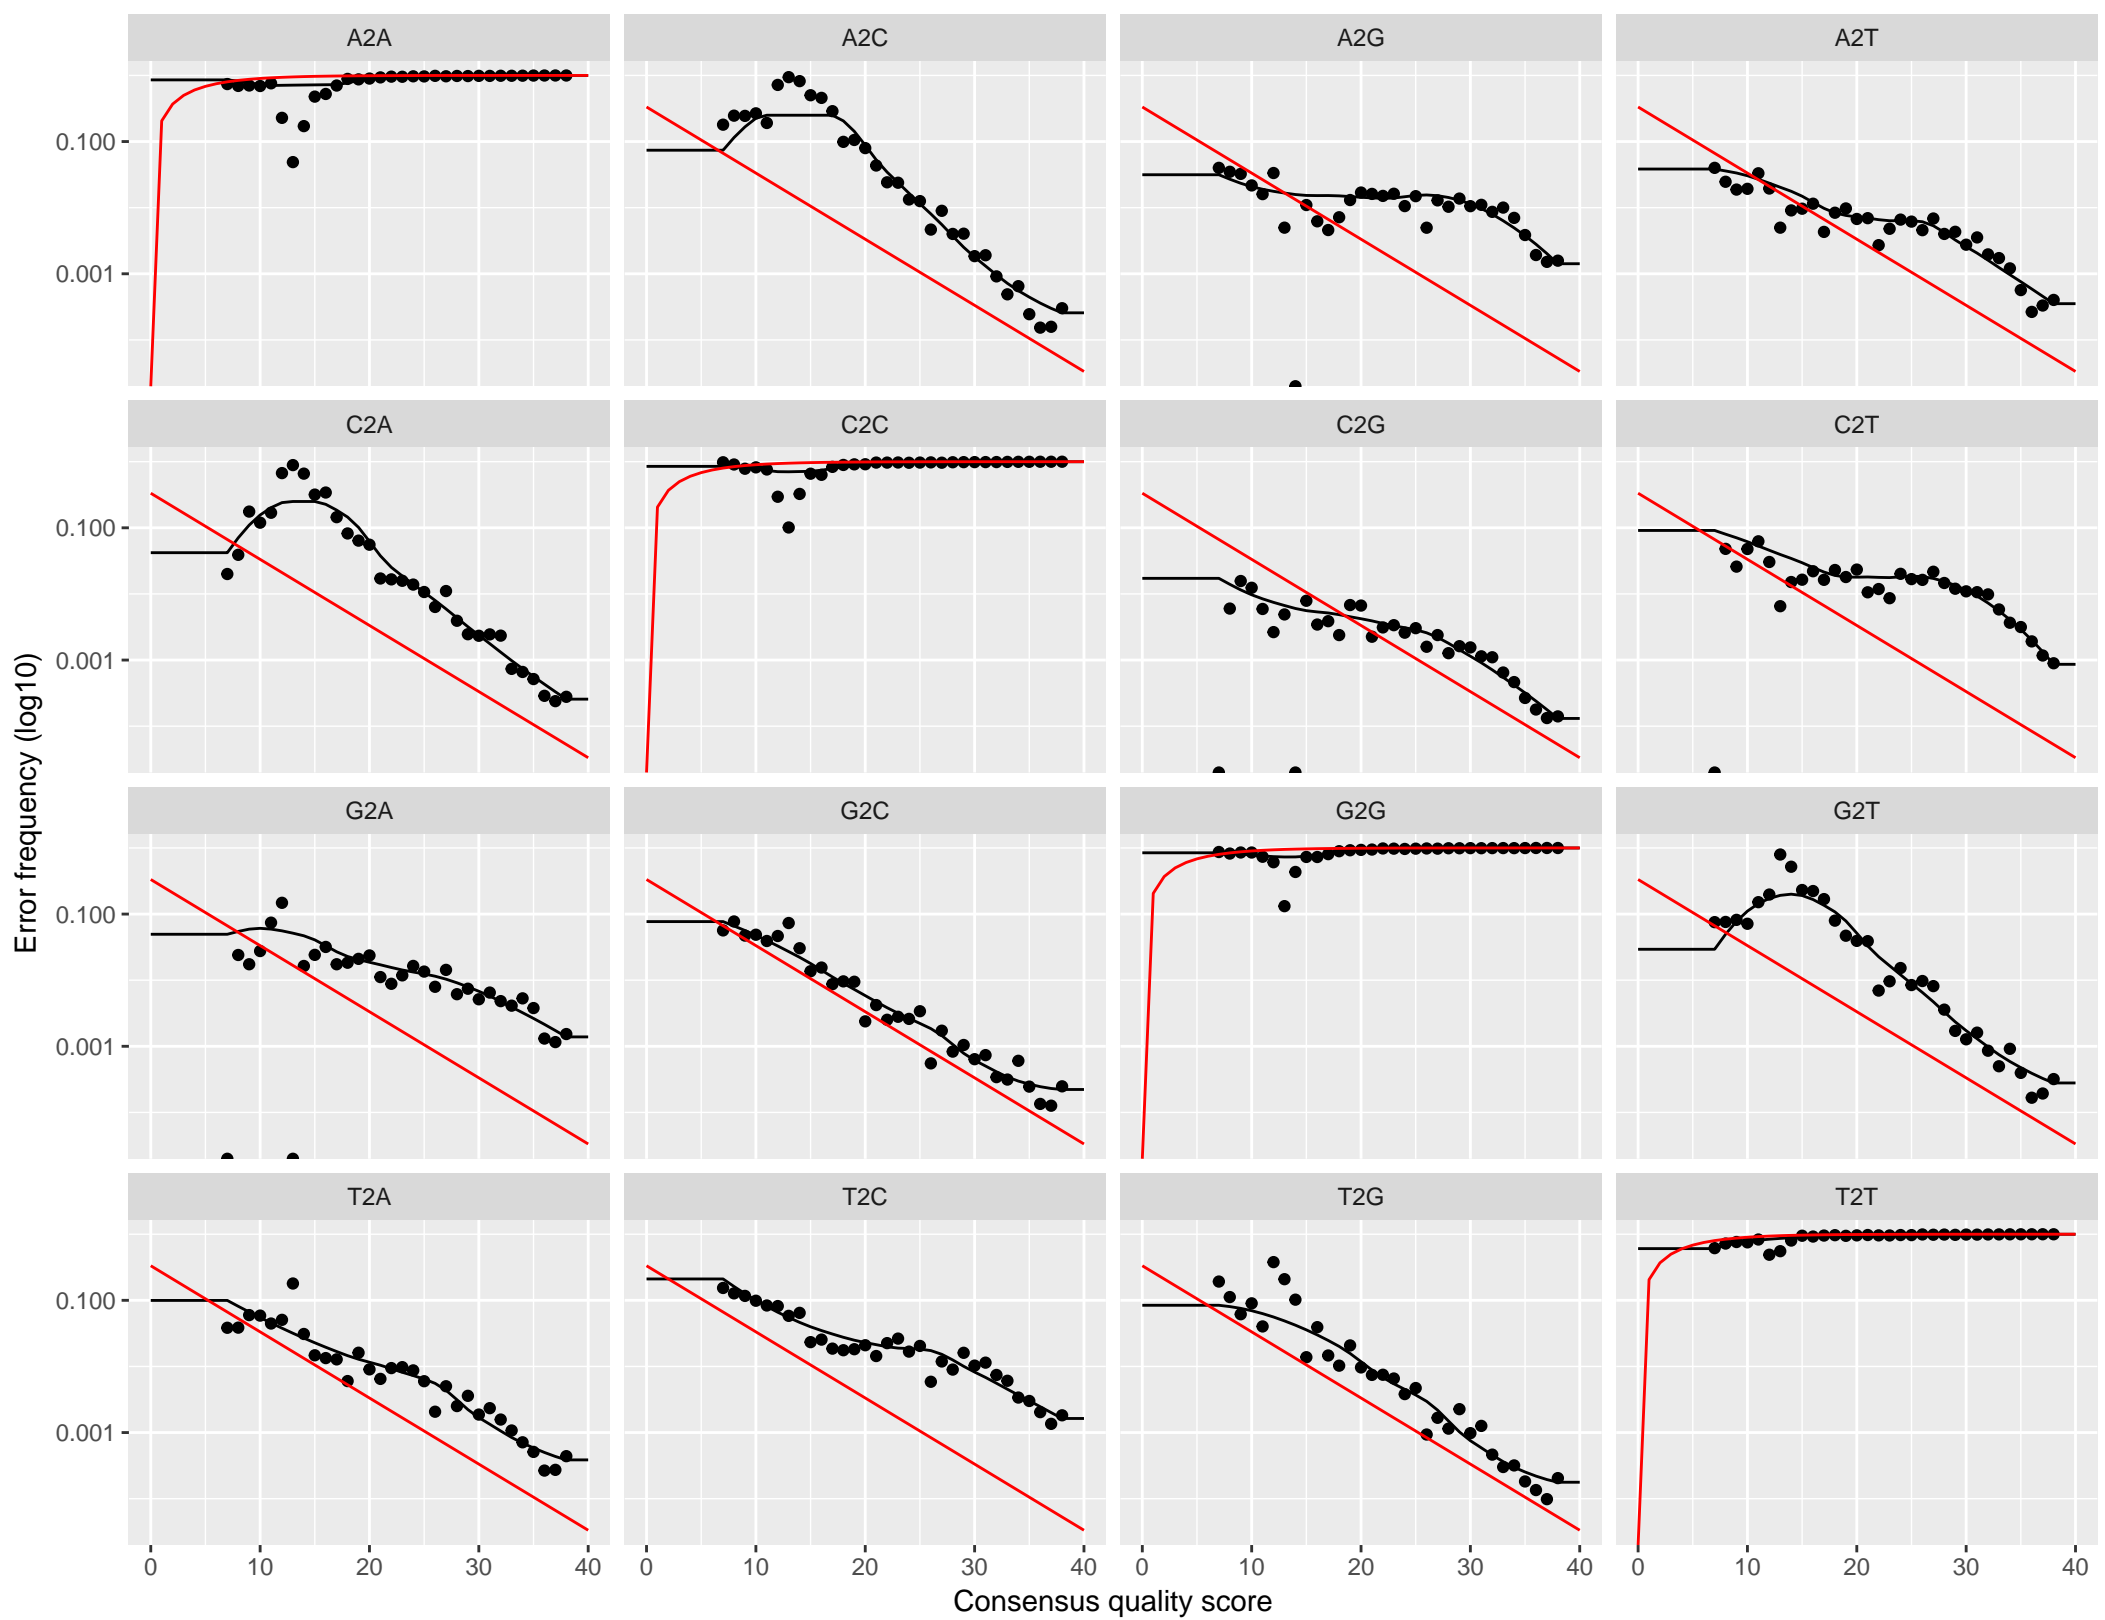 A2A A2C A2G A2T
0.100
0.001
C2A C2C C2G C2T
0.100
0.001
G2A G2C G2G G2T
0.100
0.001
T2A T2C T2G T2T
0.100
0.001
0 10 20 30 40 0 10 20 30 40 0 10 20 30 40 0 10 20 30 40
Consensus quality score
Error frequency (log10)